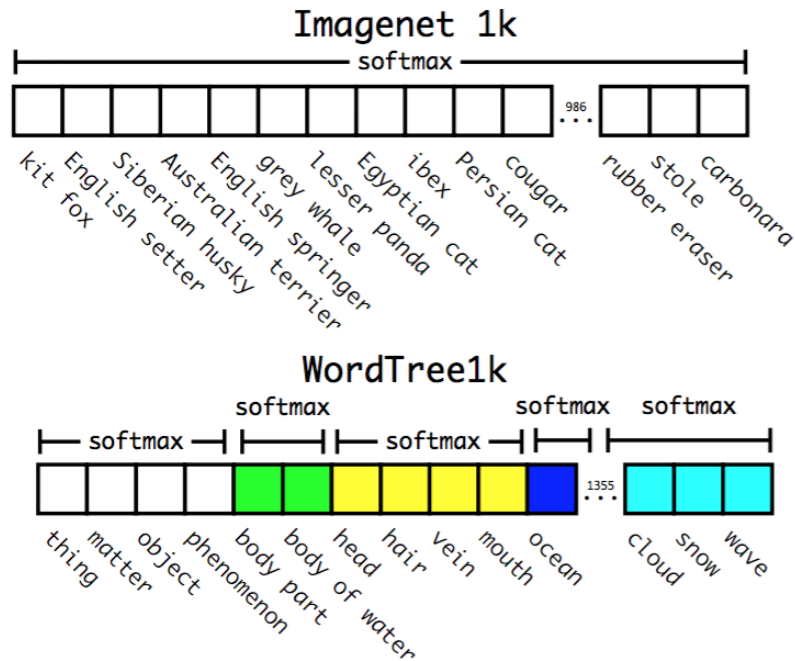 Imagenet 1k
softmax
986
...
kit fox
English setter
Siberian husky
Australian terrier
English springer
grey whale
lesser panda
Egyptian cat
ibex
Persian cat
cougar
rubber eraser
stole
carbonara
WordTree1k
softmax
softmax
softmax
softmax
softmax
1355
...
thing
matter
object
phenomenon
body part
body of water
head
hair
vein
mouth
ocean
cloud
snow
wave